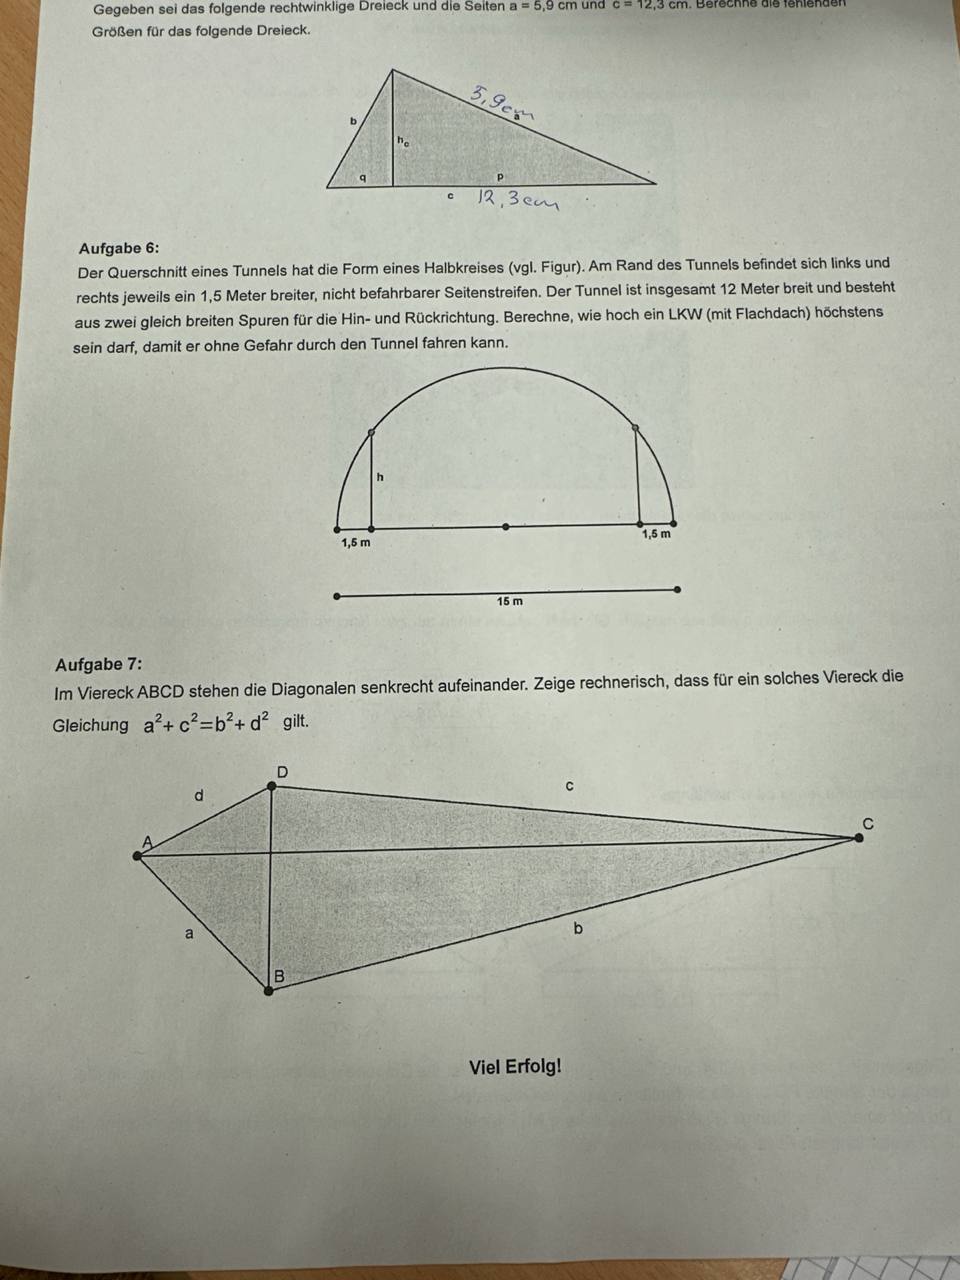 Gegeben sei das folgende rechtwinklige Dreieck und die Seiten a = 5,9 cm und c = 12,3 cm. Berechne die fehlenden
Größen für das folgende Dreieck.
5,9cm
a
b
hc
q
p
c 12,3cm
Aufgabe 6:
Der Querschnitt eines Tunnels hat die Form eines Halbkreises (vgl. Figur). Am Rand des Tunnels befindet sich links und
rechts jeweils ein 1,5 Meter breiter, nicht befahrbarer Seitenstreifen. Der Tunnel ist insgesamt 12 Meter breit und besteht
aus zwei gleich breiten Spuren für die Hin- und Rückrichtung. Berechne, wie hoch ein LKW (mit Flachdach) höchstens
sein darf, damit er ohne Gefahr durch den Tunnel fahren kann.
h
1,5 m
1,5 m
15 m
Aufgabe 7:
Im Viereck ABCD stehen die Diagonalen senkrecht aufeinander. Zeige rechnerisch, dass für ein solches Viereck die
Gleichung a²+ c²=b²+ d² gilt.
D
c
d
A
C
a
b
B
Viel Erfolg!